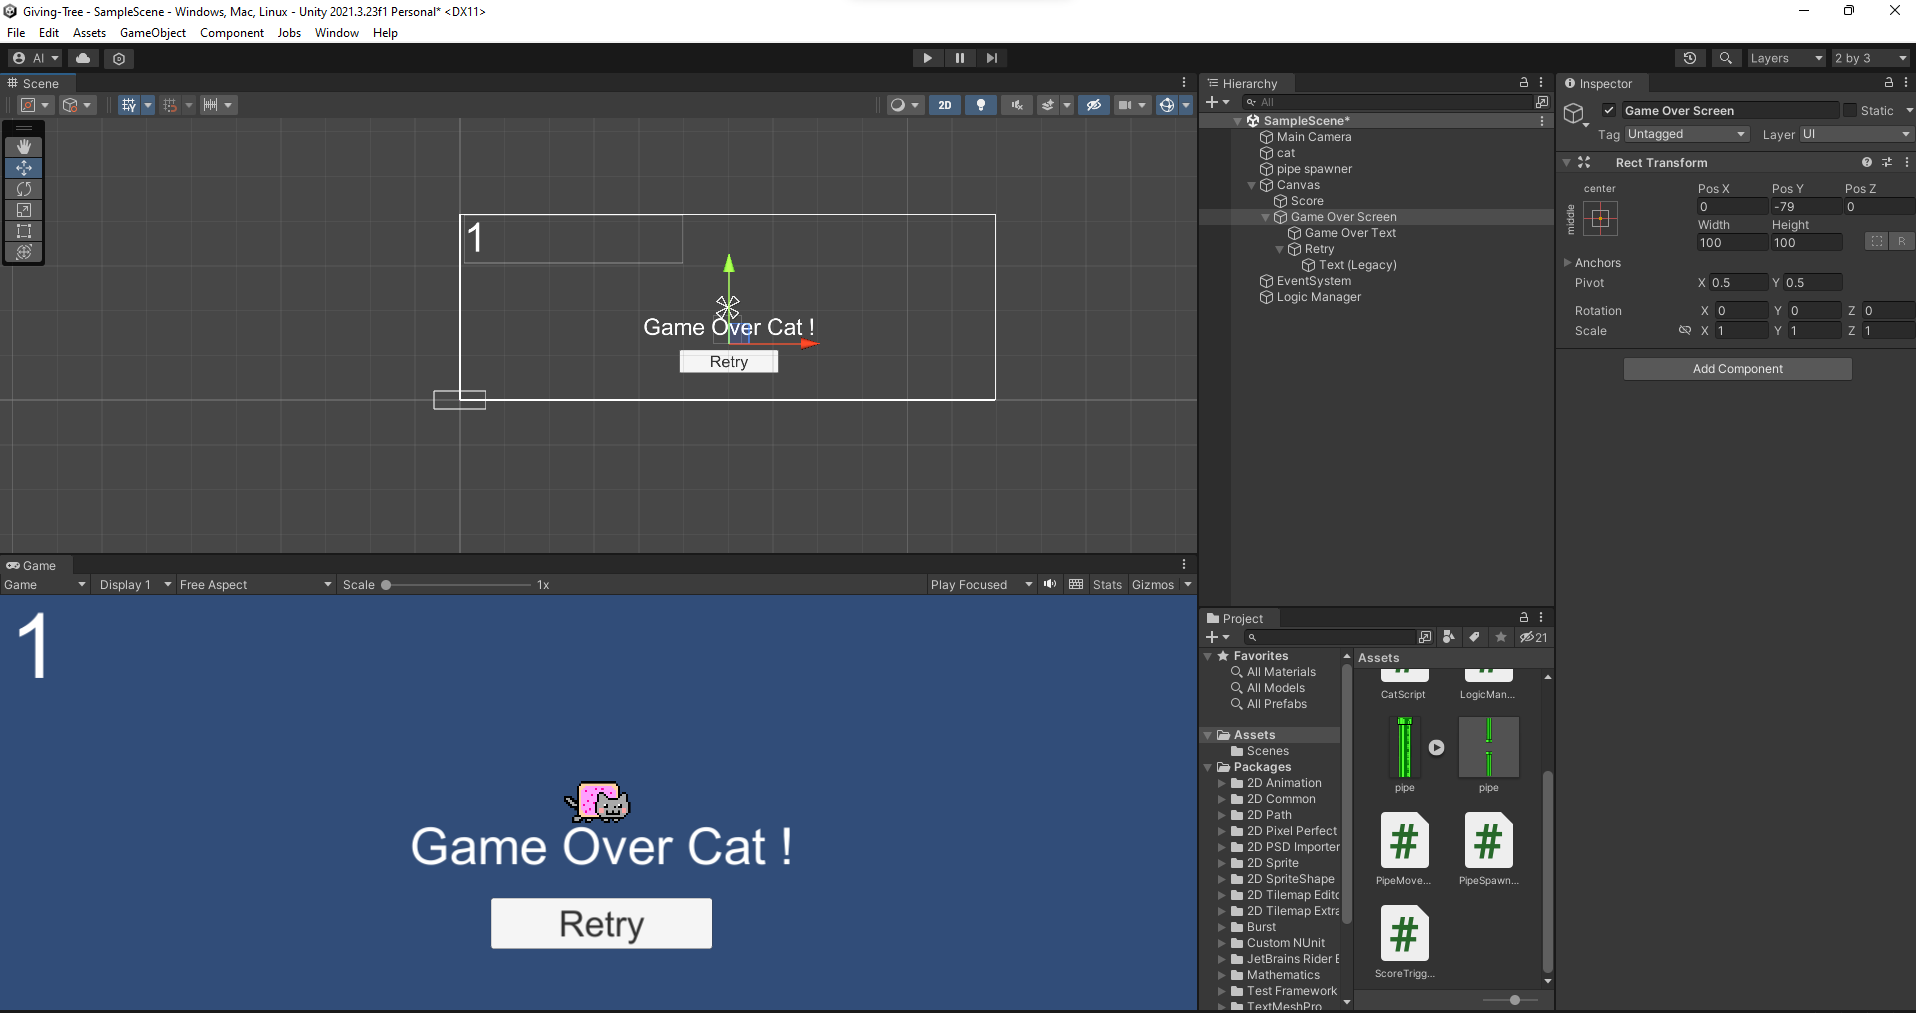 Giving-Tree - SampleScene - Windows, Mac, Linux - Unity 2021.3.23f1 Personal* <DX11>
File Edit Assets GameObject Component Jobs Window Help
AI Layers 2 by 3
Scene
2D
1
Game Over Cat !
Retry
Game
Game Display 1 Free Aspect Scale 1x Play Focused Stats Gizmos
1
Game Over Cat !
Retry
Hierarchy
All
SampleScene*
Main Camera
cat
pipe spawner
Canvas
Score
Game Over Screen
Game Over Text
Retry
Text (Legacy)
EventSystem
Logic Manager
Project
21
Favorites
All Materials
All Models
All Prefabs
Assets
Scenes
Packages
2D Animation
2D Common
2D Path
2D Pixel Perfect
2D PSD Importer
2D Sprite
2D SpriteShape
2D Tilemap Edito
2D Tilemap Extra
Burst
Custom NUnit
JetBrains Rider E
Mathematics
Test Framework
TextMeshPro
Assets
CatScript LogicMan...
pipe pipe
PipeMove... PipeSpawn...
ScoreTrigg...
Inspector
Game Over Screen Static
Tag Untagged Layer UI
Rect Transform
center
middle
Pos X Pos Y Pos Z
0 -79 0
Width Height
100 100 R
Anchors
Pivot X 0.5 Y 0.5
Rotation X 0 Y 0 Z 0
Scale X 1 Y 1 Z 1
Add Component